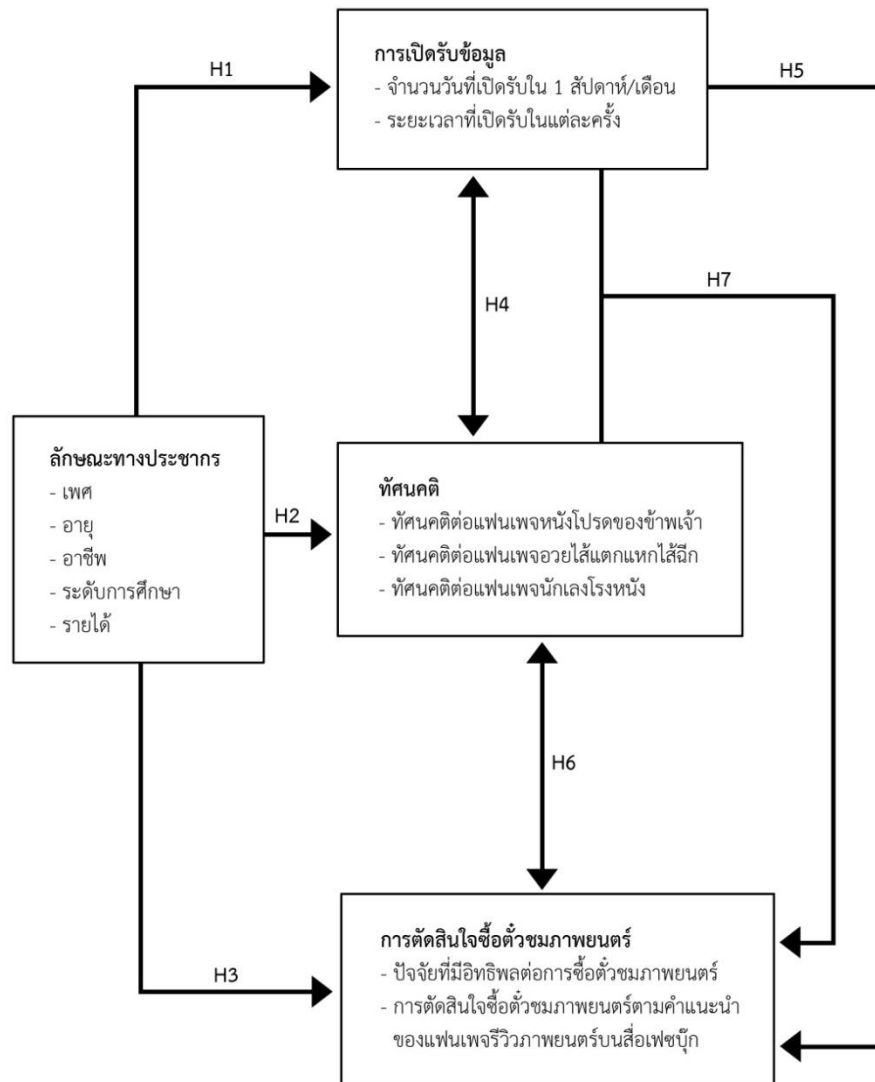 การเปิดรับข้อมูล
- จำนวนวันที่เปิดรับใน 1 สัปดาห์/เดือน
- ระยะเวลาที่เปิดรับในแต่ละครั้ง
H1
H5
H7
H4
ลักษณะทางประชากร
- เพศ
- อายุ
- อาชีพ
- ระดับการศึกษา
- รายได้
H2
ทัศนคติ
- ทัศนคติต่อแฟนเพจหนังโปรดของข้าพเจ้า
- ทัศนคติต่อแฟนเพจอวยไส้แตกแหกไส้ฉีก
- ทัศนคติต่อแฟนเพจนักเลงโรงหนัง
H6
H3
การตัดสินใจซื้อตั๋วชมภาพยนตร์
- ปัจจัยที่มีอิทธิพลต่อการซื้อตั๋วชมภาพยนตร์
- การตัดสินใจซื้อตั๋วชมภาพยนตร์ตามคำแนะนำ
ของแฟนเพจรีวิวภาพยนตร์บนสื่อเฟซบุ๊ก